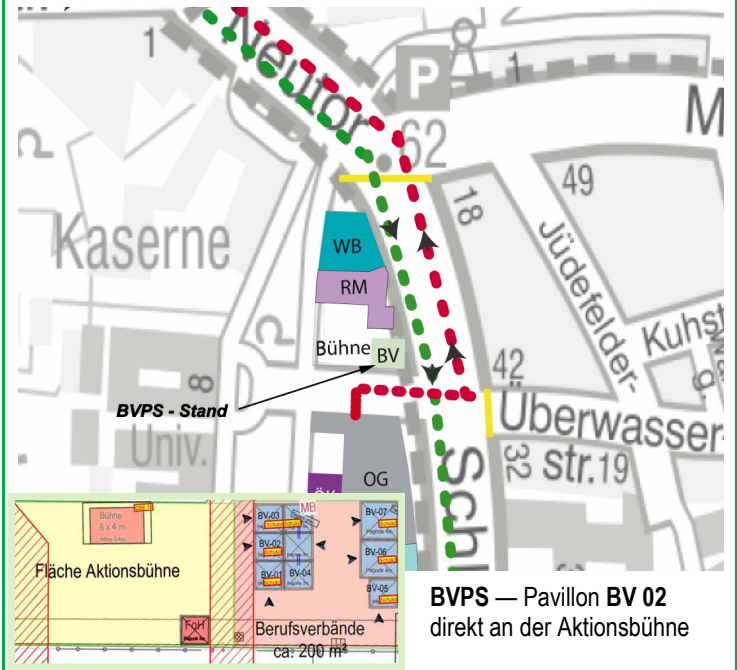 Neutor
1
P
1
M
62
49
18
Kaserne
WB
Jüdefelder-
RM
Kuhst
Bühne BV
g.
42
8
BVPS - Stand
Überwasser-
Univ.
32 str.19
OG
Schl
MB
BV-03
BV-07
Bühne
6 x 4 m
BV-02
BV-06
Fläche Aktionsbühne
BV-01
BV-04
BV-05
FoH
Berufsverbände
ca. 200 m²
BVPS — Pavillon BV 02
direkt an der Aktionsbühne